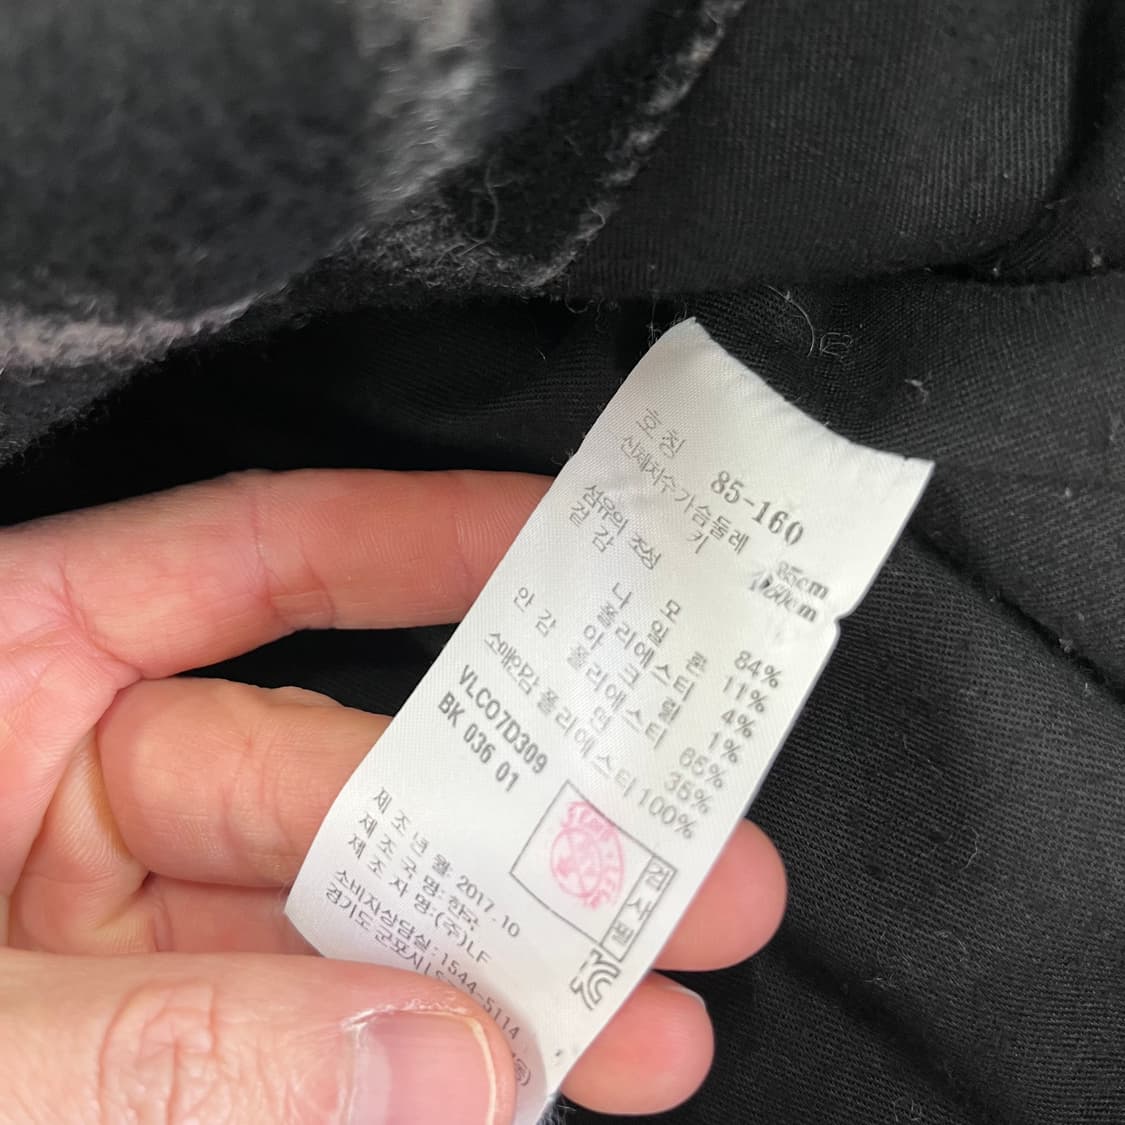 호칭 85-160
신체치수 가슴둘레 85cm
키 160cm
섬유의 조성
겉감 모 84%
나일론 11%
폴리에스터 4%
아크릴 1%
안감 폴리에스터 65%
면 35%
소매안감 폴리에스터 100%
VLCO7D309
BK 036 01
검사필
제조년월 2017.10
제조국명:한국
제조자명:(주)LF
소비자상담실:1544-5114
경기도 군포시